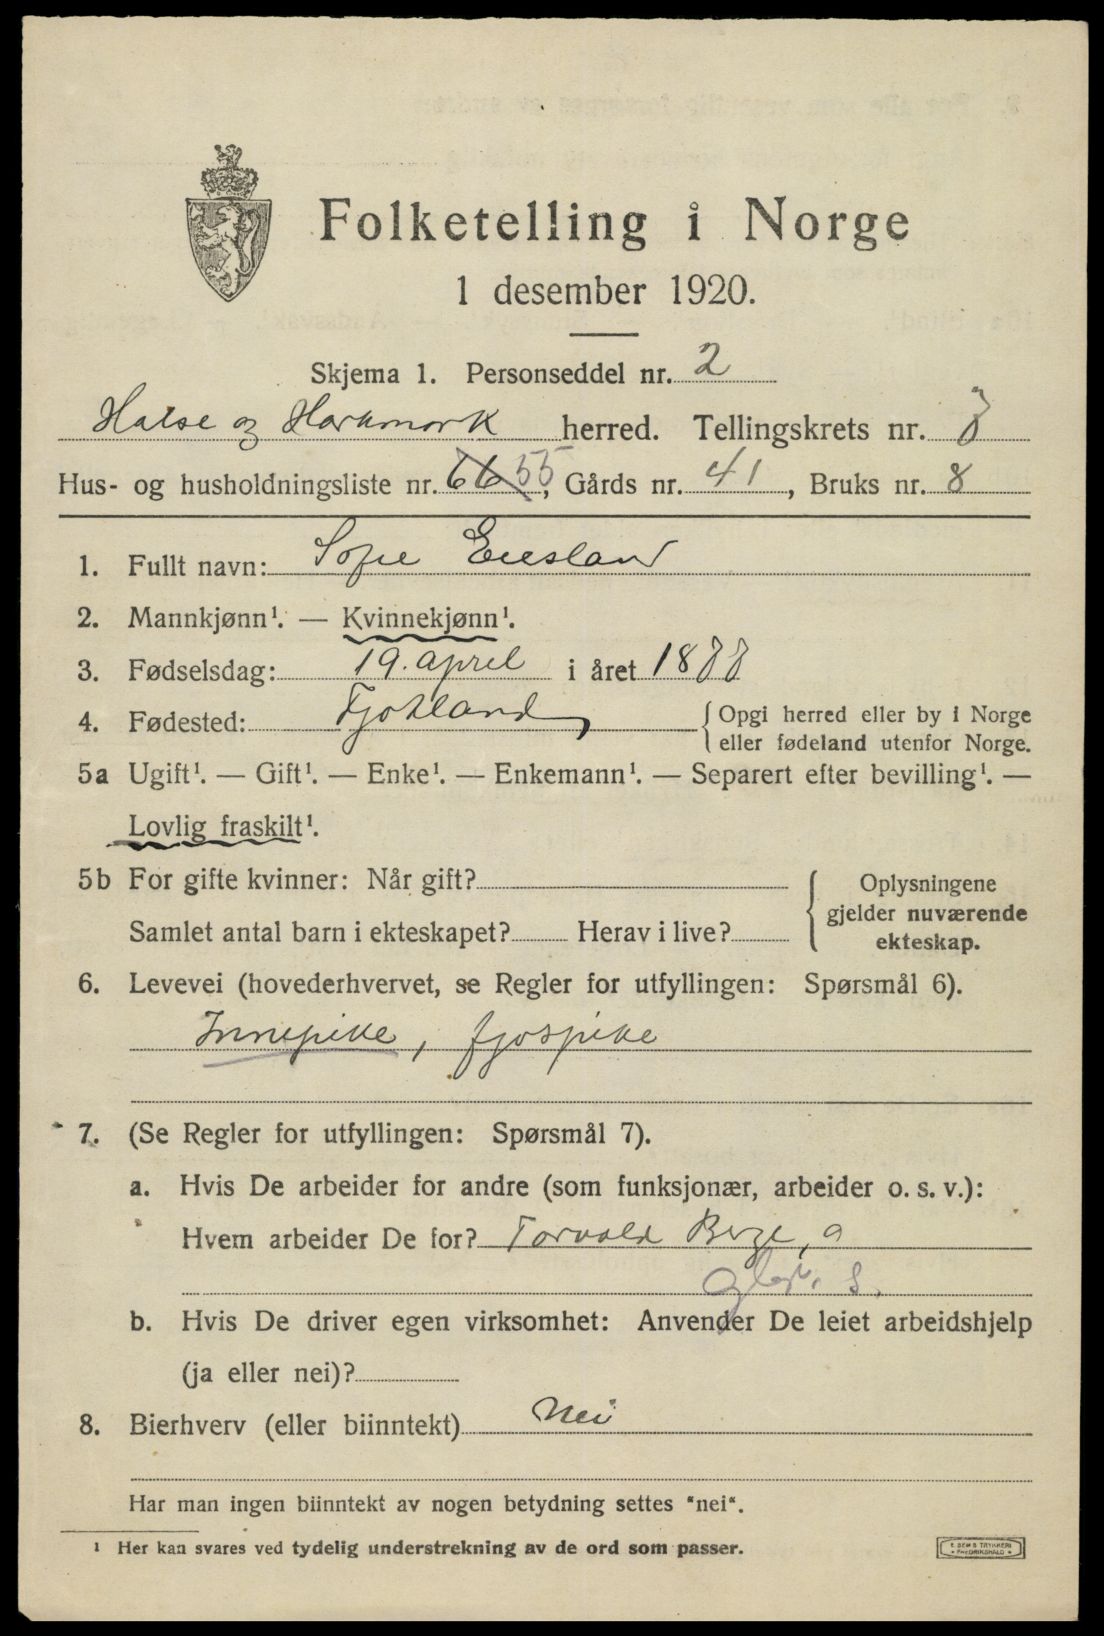 Folketelling i Norge
1 desember 1920.
Skjema 1. Personseddel nr. 2
Halse og Harkmark herred. Tellingskrets nr. 8
Hus- og husholdningsliste nr. 66 55, Gårds nr. 41, Bruks nr. 8
1. Fullt navn: Sofie Eiesland
2. Mannkjønn¹. — Kvinnekjønn¹.
3. Fødselsdag: 19. april i året 1888
4. Fødested: Fjotland, {Opgi herred eller by i Norge
eller fødeland utenfor Norge.
5a Ugift¹. — Gift¹. — Enke¹. — Enkemann¹. — Separert efter bevilling¹. —
Lovlig fraskilt¹.
5b For gifte kvinner: Når gift?
Samlet antal barn i ekteskapet? Herav i live?
{ Oplysningene
gjelder nuværende
ekteskap.
6. Levevei (hovederhvervet, se Regler for utfyllingen: Spørsmål 6).
Innepike, fjospike
7. (Se Regler for utfyllingen: Spørsmål 7).
a. Hvis De arbeider for andre (som funksjonær, arbeider o. s. v.):
Hvem arbeider De for? Torvald Berge, a
s.
b. Hvis De driver egen virksomhet: Anvender De leiet arbeidshjelp
(ja eller nei)?
8. Bierhverv (eller biinntekt) Nei
Har man ingen biinntekt av nogen betydning settes "nei".
¹ Her kan svares ved tydelig understrekning av de ord som passer.
E. SEMS TRYKKERI
FREDRIKSHALD